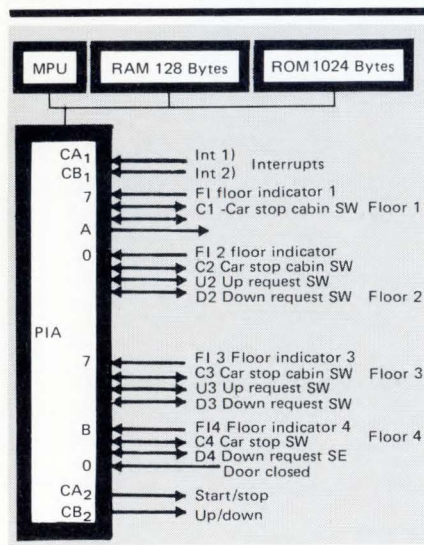 MPU
RAM 128 Bytes
ROM 1024 Bytes
CA1
Int 1)
Interrupts
CB1
Int 2)
7
FI floor indicator 1
C1 -Car stop cabin SW Floor 1
A
0
FI 2 floor indicator
C2 Car stop cabin SW
U2 Up request SW
D2 Down request SW Floor 2
PIA
7
FI 3 Floor indicator 3
C3 Car stop cabin SW Floor 3
U3 Up request SW
D3 Down request SW
B
FI4 Floor indicator 4
C4 Car stop SW
Floor 4
D4 Down request SE
0
Door closed
CA2
Start/stop
CB2
Up/down